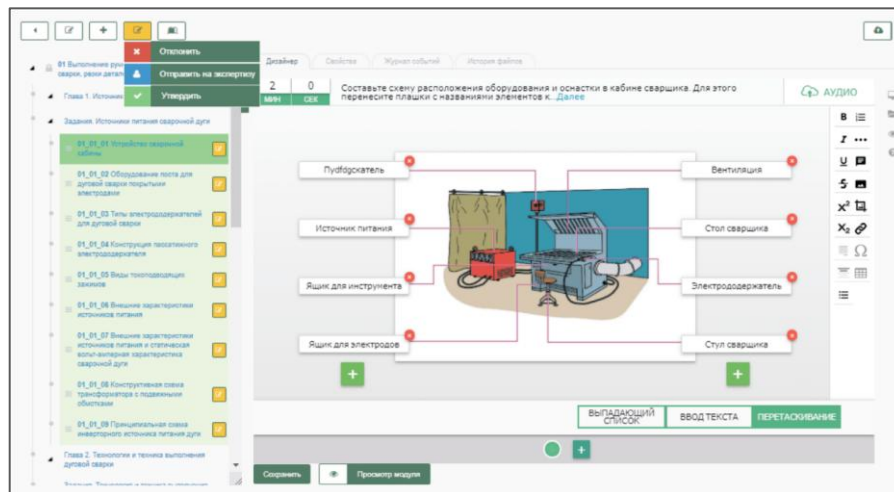 Отклонить
Отправить на экспертизу
Утвердить
01 Выполнение руч
сварки, резки детале
Глава 1. Источник
Задания. Источники питания сварочной дуги
01_01_01 Устройство сварочной
кабины
01_01_02 Оборудование поста для
дуговой сварки покрытыми
электродами
01_01_03 Типы электрододержателей
для дуговой сварки
01_01_04 Конструкция пассатижного
электрододержателя
01_01_05 Виды токоподводящих
зажимов
01_01_06 Внешние характеристики
источников питания
01_01_07 Внешние характеристики
источников питания и статическая
вольт-амперная характеристика
сварочной дуги
01_01_08 Конструктивная схема
трансформатора с подвижными
обмотками
01_01_09 Принципиальная схема
инверторного источника питания дуги
Глава 2. Технологии и техника выполнения
дуговой сварки
Дизайнер
Свойства
Журнал событий
История файлов
2 0
МИН СЕК
Составьте схему расположения оборудования и оснастки в кабине сварщика. Для этого
перенесите плашки с названиями элементов к...Далее
АУДИО
Пуdfdgскатель
Вентиляция
Источник питания
Стол сварщика
Ящик для инструмента
Электрододержатель
Ящик для электродов
Стул сварщика
ВЫПАДАЮЩИЙ
СПИСОК
ВВОД ТЕКСТА
ПЕРЕТАСКИВАНИЕ
Сохранить
Просмотр модуля